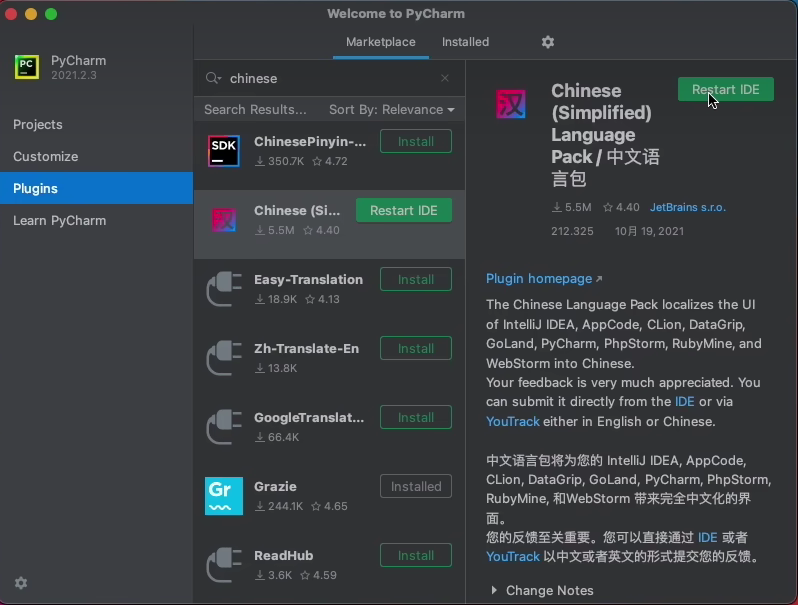 Welcome to PyCharm
PC
PyCharm
2021.2.3
Projects
Customize
Plugins
Learn PyCharm
Marketplace
Installed
chinese
Search Results...
Sort By: Relevance
SDK
ChinesePinyin-...
Install
350.7K 4.72
汉
Chinese (Si...
Restart IDE
5.5M 4.40
Easy-Translation
Install
18.9K 4.13
Zh-Translate-En
Install
13.8K
GoogleTranslat...
Install
66.4K
Gr
Grazie
Installed
244.1K 4.65
ReadHub
Install
3.6K 4.59
汉
Chinese
(Simplified)
Language
Pack / 中文语
言包
Restart IDE
5.5M 4.40 JetBrains s.r.o.
212.325 10月 19, 2021
Plugin homepage
The Chinese Language Pack localizes the UI
of IntelliJ IDEA, AppCode, CLion, DataGrip,
GoLand, PyCharm, PhpStorm, RubyMine, and
WebStorm into Chinese.
Your feedback is very much appreciated. You
can submit it directly from the IDE or via
YouTrack either in English or Chinese.
中文语言包将为您的 IntelliJ IDEA, AppCode,
CLion, DataGrip, GoLand, PyCharm, PhpStorm,
RubyMine, 和WebStorm 带来完全中文化的界
面。
您的反馈至关重要。您可以直接通过 IDE 或者
YouTrack 以中文或者英文的形式提交您的反馈。
Change Notes